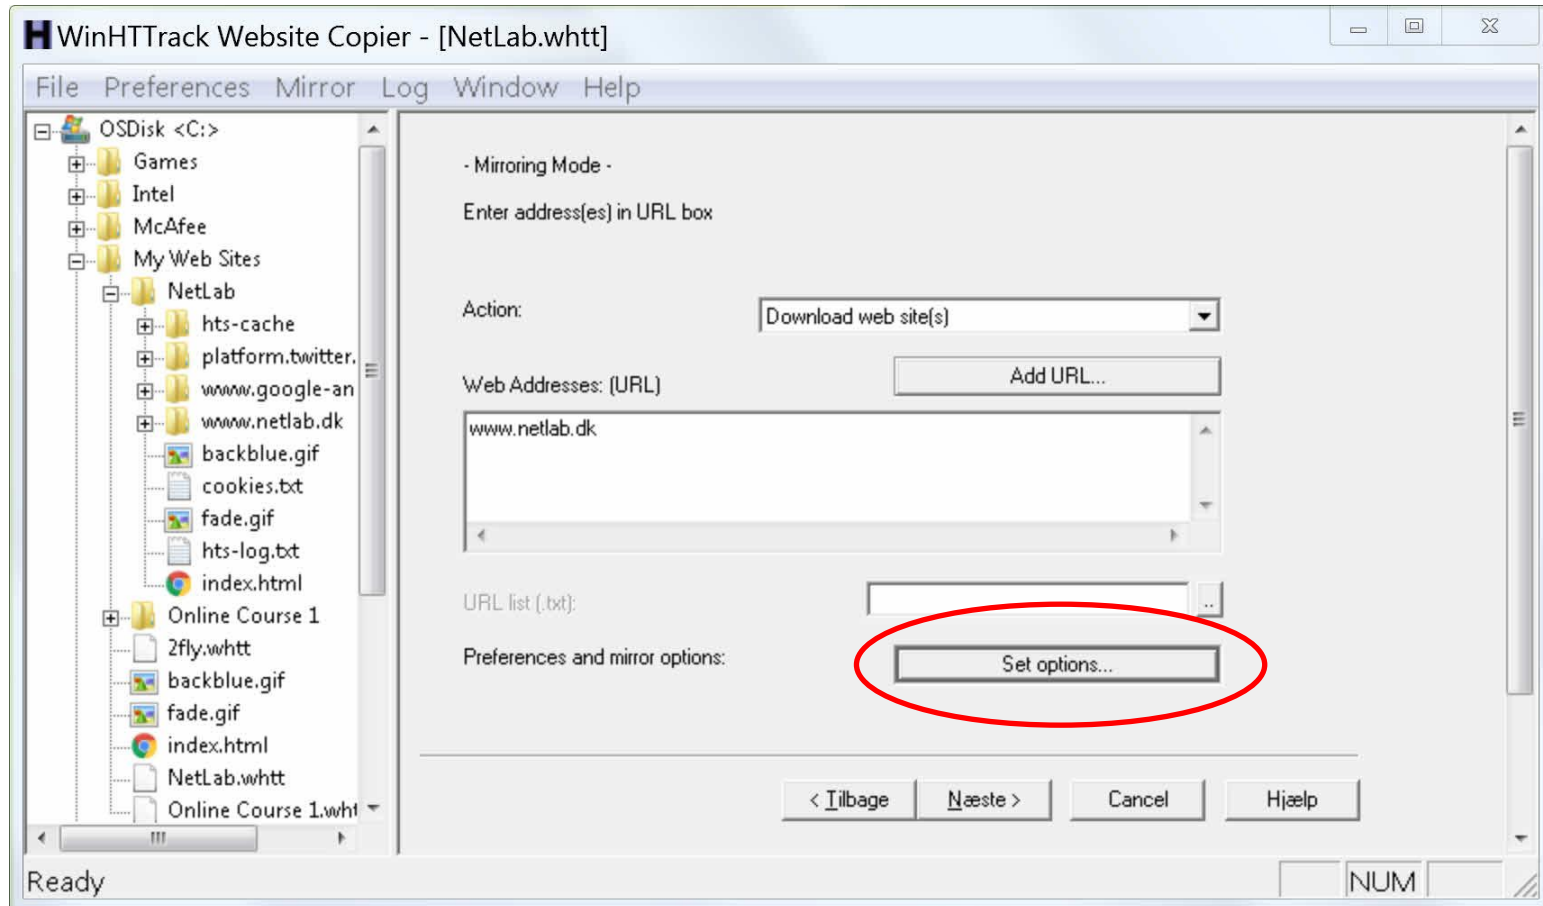 WinHTTrack Website Copier - [NetLab.whtt]
File Preferences Mirror Log Window Help
OSDisk <C:>
Games
Intel
McAfee
My Web Sites
NetLab
hts-cache
platform.twitter.
www.google-an
www.netlab.dk
backblue.gif
cookies.txt
fade.gif
hts-log.txt
index.html
Online Course 1
2fly.whtt
backblue.gif
fade.gif
index.html
NetLab.whtt
Online Course 1.wht
- Mirroring Mode -
Enter address(es) in URL box
Action:
Download web site(s)
Web Addresses: (URL)
Add URL...
www.netlab.dk
URL list (.txt):
..
Preferences and mirror options:
Set options...
< Tilbage
Næste >
Cancel
Hjælp
Ready
NUM